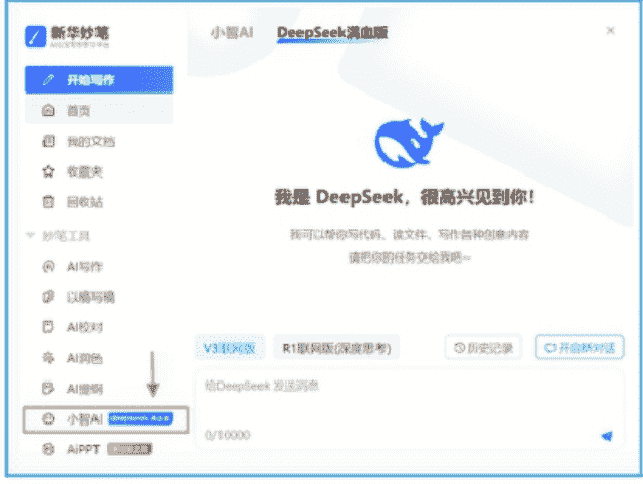 新华妙笔
开始写作
首页
我的文档
收藏夹
回收站
妙笔工具
AI写作
以稿写稿
AI校对
AI润色
AI提纲
小智AI
AiPPT
小智AI DeepSeek满血版
我是 DeepSeek，很高兴见到你！
我可以帮你写代码、读文件、写作各种创意内容
请把你的任务交给我吧~
V3联网版 R1联网版(深度思考) 历史记录 开启新对话
给DeepSeek 发送消息
0/10000